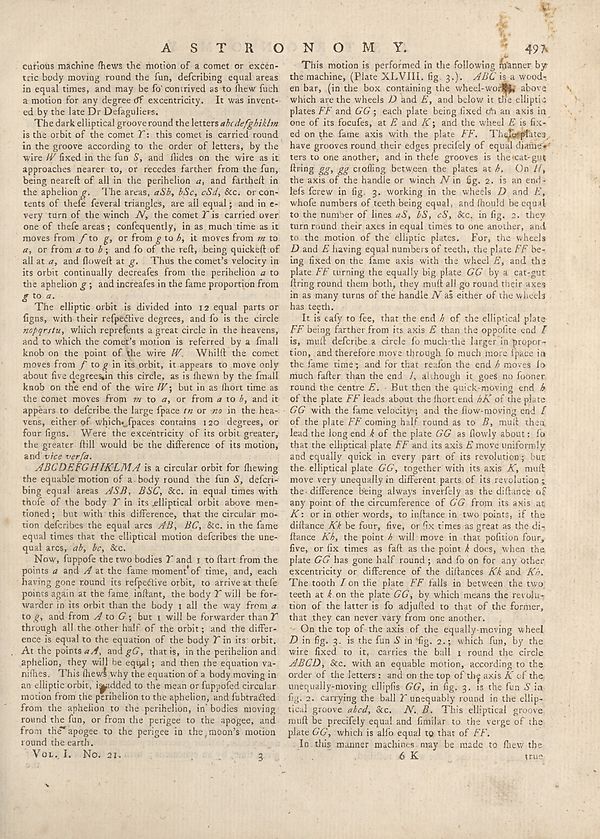 ASTRONOMY. 497
curious machine shews the motion of a comet or excen-
tric body moving round the sun, describing equal areas
in equal times, and may be so contrived as to shew such
a motion for any degree of excentricity. It was invent-
ed by the late Dr Desaguliers.
The dark elliptical groove round the letters abcdefghiklm
is the orbit of the comet T: this comet is carried round
in the groove according to the order of letters, by the
wire W fixed in the sun S, and slides on the wire as it
approaches nearer to, or recedes farther from the sun,
being nearest of all in the perihelion a, and farthest in
the aphelion g. The areas, aSb, bSc, cSd, &c. or con-
tents of these several triangles, are all equal; and in e-
very turn of the winch N, the comet T is carried over
one of these areas; consequently, in as much time as it
moves from f to g, or from g to h, it moves from m to
a, or from a to b; and so of the rest, being quickest of
all at a, and slowest at g. Thus the comet's velocity in
its orbit continually decreases from the perihelion a to
the aphelion g; and increases in the same proportion from
g to a.
The elliptic orbit is divided into 12 equal parts or
signs, with their respective degrees, and so is the circle
nopqrstu, which represents a great circle in the heavens,
and to which the comet's motion is referred by a small
knob on the point of the wire W. Whilst the comet
moves from f to g in its orbit, it appears to move only
about five degrees in this circle, as is shewn by the small
knob on the end of the wire W; but in as short time as
the comet moves from m to a, or from a to b, and it
appears to describe the large space tn or no in the hea-
vens, either of which spaces contains 120 degrees, or
four signs. Were the excentricity of its orbit greater,
the greater still would be the difference of its motion,
and vice versa.
ABCDEFGHIKLMA is a circular orbit for shewing
the equable motion of a body round the sun S, descri-
bing equal areas ASB, BSC, &c. in equal times with
those of the body T in its elliptical orbit above men-
tioned; but with this difference, that the circular mo-
tion describes the equal arcs AB, BC, &c. in the same
equal times that the elliptical motion describes the une-
qual arcs, ab, bc, &c.
Now, suppose the two bodies T and 1 to start from the
points a and A at the same moment of time, and, each
having gone round its respective orbit, to arrive at these
points again at the same instant, the body T will be for-
warder in its orbit than the body 1 all the way from a
to g, and from A to G; but 1 will be forwarder than T
through all the other half of the orbit; and the differ-
ence is equal to the equation of the body T in its orbit.
At the points a A, and gG, that is, in the perihelion and
aphelion, they will be equal; and then the equation va-
nishes. This shews why the equation of a body moving in
an elliptic orbit, is added to the mean or supposed circular
motion from the perihelion to the aphelion, and subtracted
from the aphelion to the perihelion, in bodies moving
round the sun, or from the perigee to the apogee, and
from the apogee to the perigee in the moon's motion
round the earth.
VOL. I. No. 21. 3
This motion is performed in the following manner by
the machine, (Plate XLVIII. fig. 3.). ABC is a wood-
en bar, (in the box containing the wheel-work) above
which are the wheels D and E, and below it the elliptic
plates FF and GG; each plate being fixed on an axis in
one of its focuses, at E and K; and the wheel E is fix-
ed on the same axis with the plate FF. These plates
have grooves round their edges precisely of equal diame-
ters to one another, and in these grooves is the cat-gut
string gg, gg crossing between the plates at h. On H,
the axis of the handle or winch N in fig. 2. is an end-
less screw in fig. 3. working in the wheels D and E,
whose numbers of teeth being equal, and should be equal
to the number of lines aS, bS, cS, &c. in fig. 2. they
turn round their axes in equal times to one another, and
to the motion of the elliptic plates. For, the wheels
D and E having equal numbers of teeth, the plate FF be-
ing fixed on the same axis with the wheel E, and the
plate FF turning the equally big plate GG by a cat-gut
string round them both, they must all go round their axes
in as many turns of the handle N as either of the wheels
has teeth.
It is easy to see, that the end h of the elliptical plate
FF being farther from its axis E than the opposite end I
is, must describe a circle so much the larger in propor-
tion, and therefore move through so much more space in
the same time; and for that reason the end h moves so
much faster than the end I, although it goes no sooner
round the centre E. But then the quick-moving end h
of the plate FF leads about the short end hK of the plate
GG with the same velocity; and the slow-moving end I
of the plate FF coming half round as to B, must then
lead the long end k of the plate GG as slowly about: so
that the elliptical plate FF and its axis E move uniformly
and equally quick in every part of its revolution; but
the elliptical plate GG, together with its axis K, must
move very unequally in different parts of its revolution;
the difference being always inversely as the distance of
any point of the circumference of GG from its axis at
K: or in other words, to instance in two points, if the
distance Kk be four, five, or six times as great as the di-
stance Kh, the point h will move in that position four,
five, or six times as fast as the point k does, when the
plate GG has gone half round; and so on for any other
excentricity or difference of the distances Kk and Kh.
The tooth I on the plate FF falls in between the two
teeth at k on the plate GG, by which means the revolu-
tion of the latter is so adjusted to that of the former,
that they can never vary from one another.
On the top of the axis of the equally-moving wheel
D in fig. 3. is the sun S in fig. 2.; which sun, by the
wire fixed to it, carries the ball 1 round the circle
ABCD, &c. with an equable motion, according to the
order of the letters: and on the top of the axis K of the
unequally-moving ellipsis GG, in fig. 3. is the sun S in
fig. 2. carrying the ball T unequably round in the ellip-
tical groove abcd, &c. N. B. This elliptical groove
must be precisely equal and similar to the verge of the
plate GG, which is also equal to that of FF.
In this manner machines may be made to shew the
6 K true